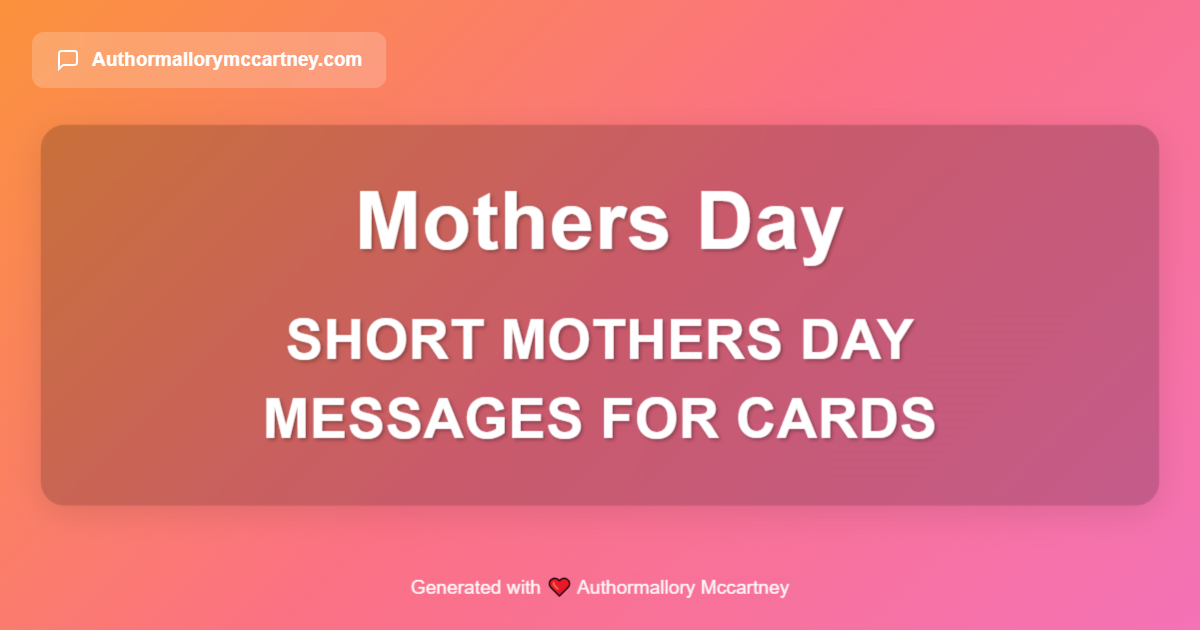 Authormallorymccartney.com
Mothers Day
SHORT MOTHERS DAY
MESSAGES FOR CARDS
Generated with ❤️ Authormallory Mccartney